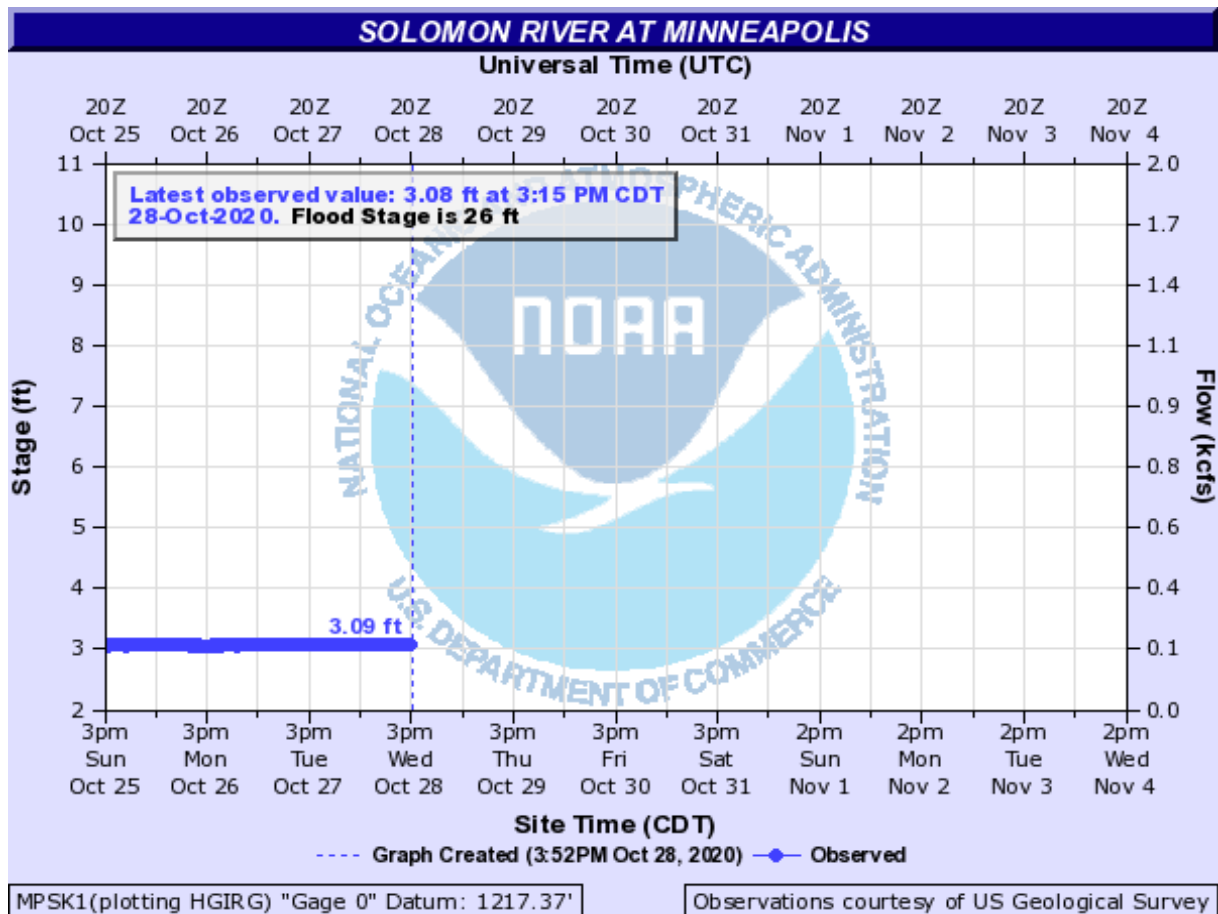 SOLOMON RIVER AT MINNEAPOLIS
Universal Time (UTC)
20Z 20Z 20Z 20Z 20Z 20Z 20Z 20Z 20Z 20Z 20Z
Oct 25 Oct 26 Oct 27 Oct 28 Oct 29 Oct 30 Oct 31 Nov 1 Nov 2 Nov 3 Nov 4
Latest observed value: 3.08 ft at 3:15 PM CDT
28-Oct-2020. Flood Stage is 26 ft
11 2.0
10 1.7
9 1.4
8 1.1
7 0.9
6 0.8
5 0.6
4 0.4
3 0.1
2 0.0
Stage (ft)
Flow (kcfs)
NATIONAL OCEANIC AND ATMOSPHERIC ADMINISTRATION
NOAA
U.S. DEPARTMENT OF COMMERCE
3.09 ft
3pm 3pm 3pm 3pm 3pm 3pm 3pm 2pm 2pm 2pm 2pm
Sun Mon Tue Wed Thu Fri Sat Sun Mon Tue Wed
Oct 25 Oct 26 Oct 27 Oct 28 Oct 29 Oct 30 Oct 31 Nov 1 Nov 2 Nov 3 Nov 4
Site Time (CDT)
Graph Created (3:52PM Oct 28, 2020) Observed
MPSK1(plotting HGIRG) "Gage 0" Datum: 1217.37'
Observations courtesy of US Geological Survey